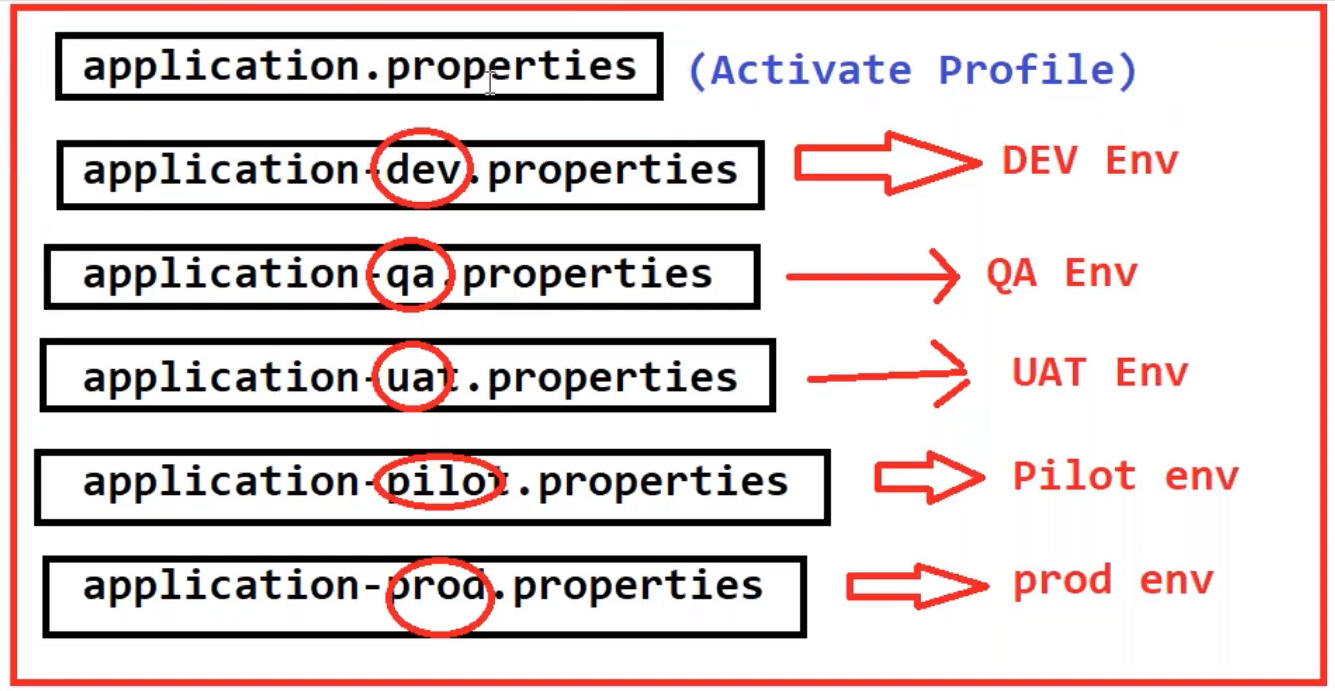 application.properties (Activate Profile)
application-dev.properties DEV Env
application-qa.properties QA Env
application-uat.properties UAT Env
application-pilot.properties Pilot env
application-prod.properties prod env